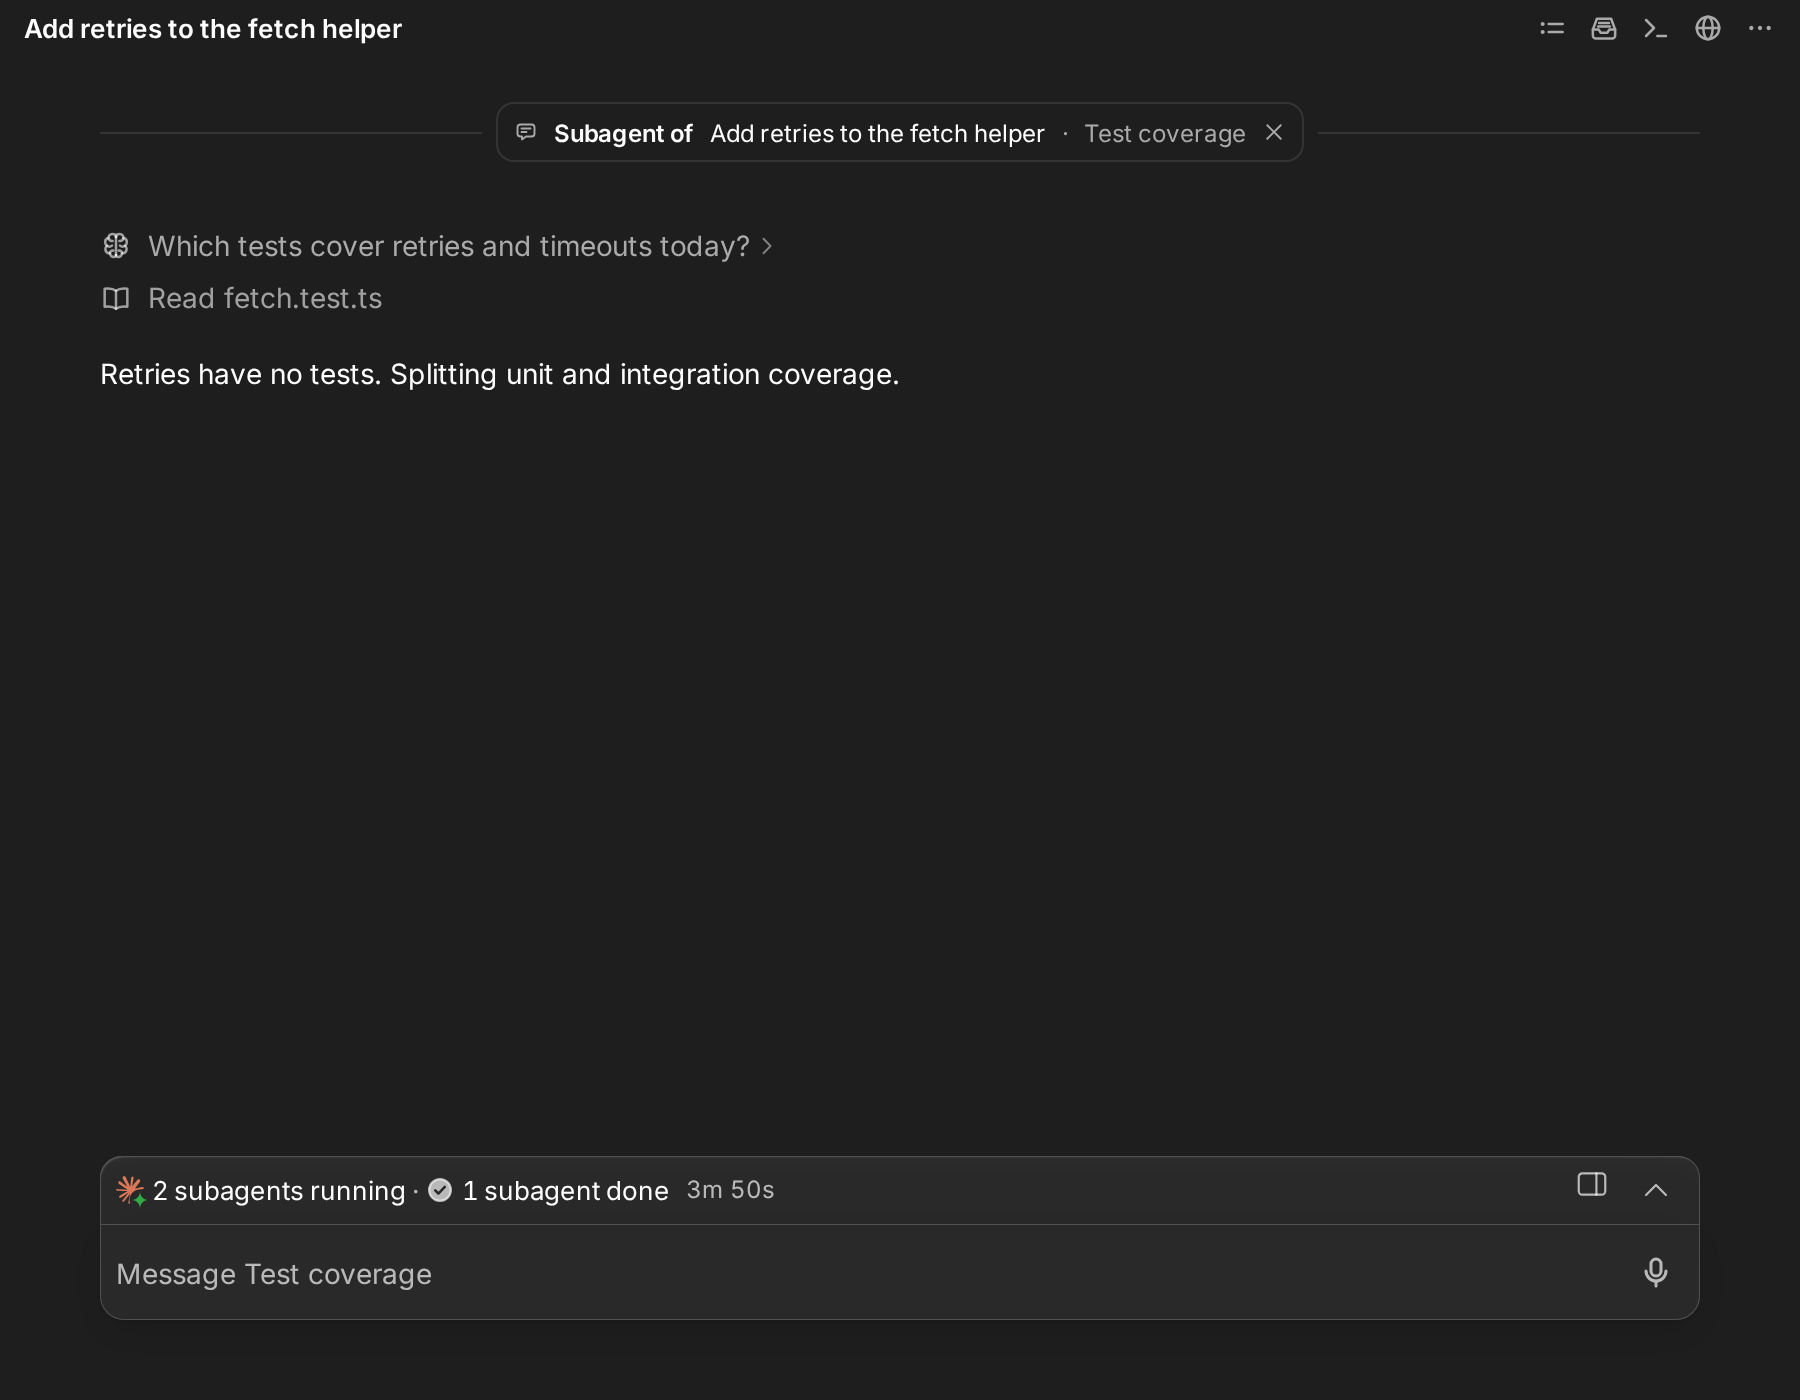 Add retries to the fetch helper
Subagent of Add retries to the fetch helper · Test coverage
Which tests cover retries and timeouts today?
Read fetch.test.ts
Retries have no tests. Splitting unit and integration coverage.
2 subagents running · 1 subagent done 3m 50s
Message Test coverage